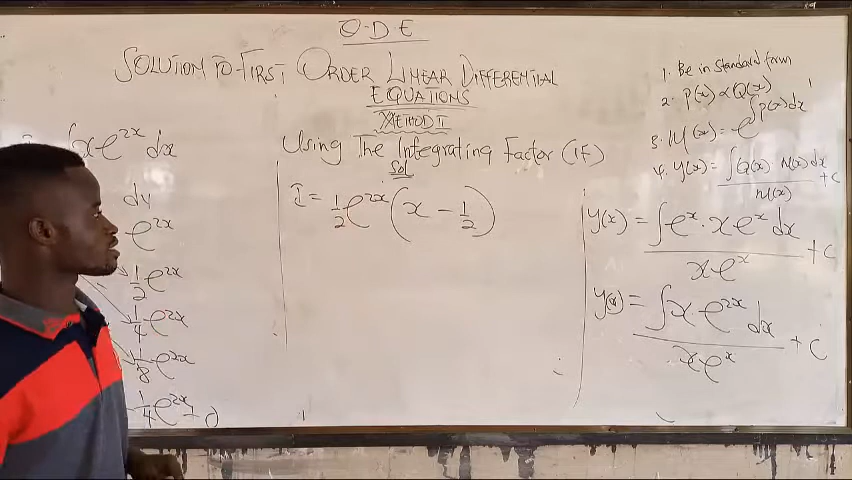 O.D.E
SOLUTION TO FIRST ORDER LINEAR DIFFERENTIAL
EQUATIONS
METHOD II
Using The Integrating Factor (IF)
Sol
∫xe^{2x} dx
dv
e^{2x}
1/2 e^{2x}
1/4 e^{2x}
1/8 e^{2x}
1/4 e^{2x} +
I = 1/2 e^{2x} (x - 1/2)
1. Be in Standard form
2. P(x) & Q(x)
3. M(x) = e^{∫P(x)dx}
4. y(x) = ∫Q(x) M(x) dx / M(x) + C
y(x) = ∫e^x · xe^x dx / xe^x + C
y(x) = ∫x·e^{2x} dx / xe^x + C